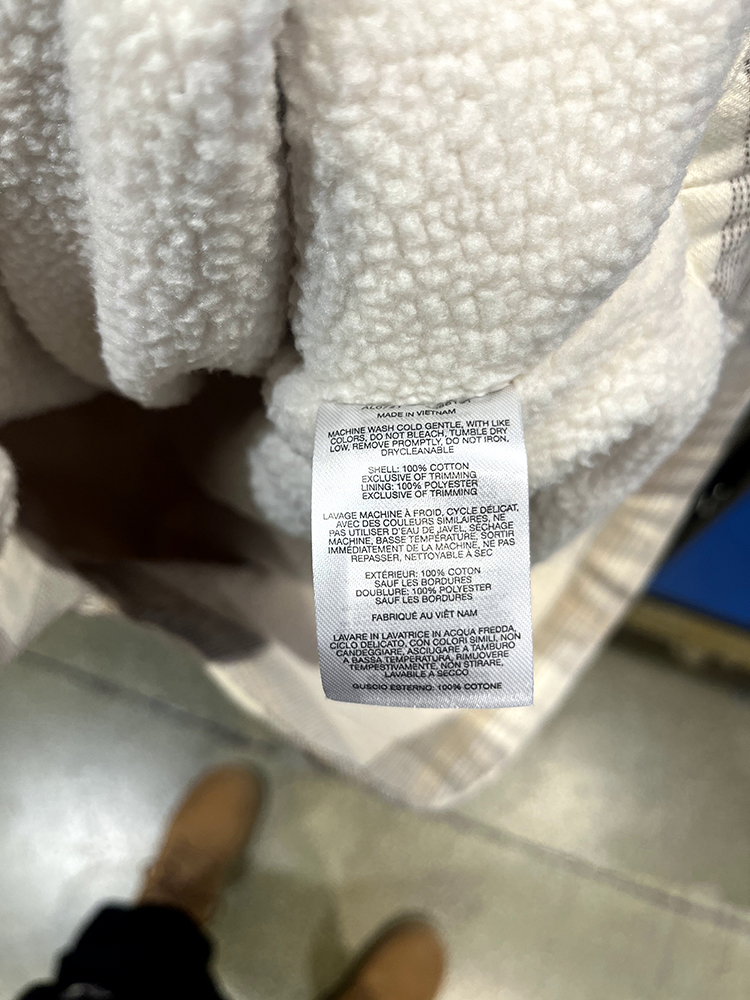 MADE IN VIETNAM
MACHINE WASH COLD GENTLE, WITH LIKE
COLORS, DO NOT BLEACH, TUMBLE DRY
LOW, REMOVE PROMPTLY, DO NOT IRON,
DRYCLEANABLE
SHELL: 100% COTTON
EXCLUSIVE OF TRIMMING
LINING: 100% POLYESTER
EXCLUSIVE OF TRIMMING
LAVAGE MACHINE À FROID, CYCLE DÉLICAT,
AVEC DES COULEURS SIMILAIRES, NE
PAS UTILISER D'EAU DE JAVEL, SÉCHAGE
MACHINE, BASSE TEMPÉRATURE, SORTIR
IMMÉDIATEMENT DE LA MACHINE, NE PAS
REPASSER, NETTOYABLE A SEC
EXTÉRIEUR: 100% COTON
SAUF LES BORDURES
DOUBLURE: 100% POLYESTER
SAUF LES BORDURES
FABRIQUÉ AU VIÊT NAM
LAVARE IN LAVATRICE IN ACQUA FREDDA,
CICLO DELICATO, CON COLORI SIMILI, NON
CANDEGGIARE, ASCIUGARE A TAMBURO
A BASSA TEMPERATURA, RIMUOVERE
TEMPESTIVAMENTE, NON STIRARE,
LAVABILE A SECCO
GUSCIO ESTERNO: 100% COTONE